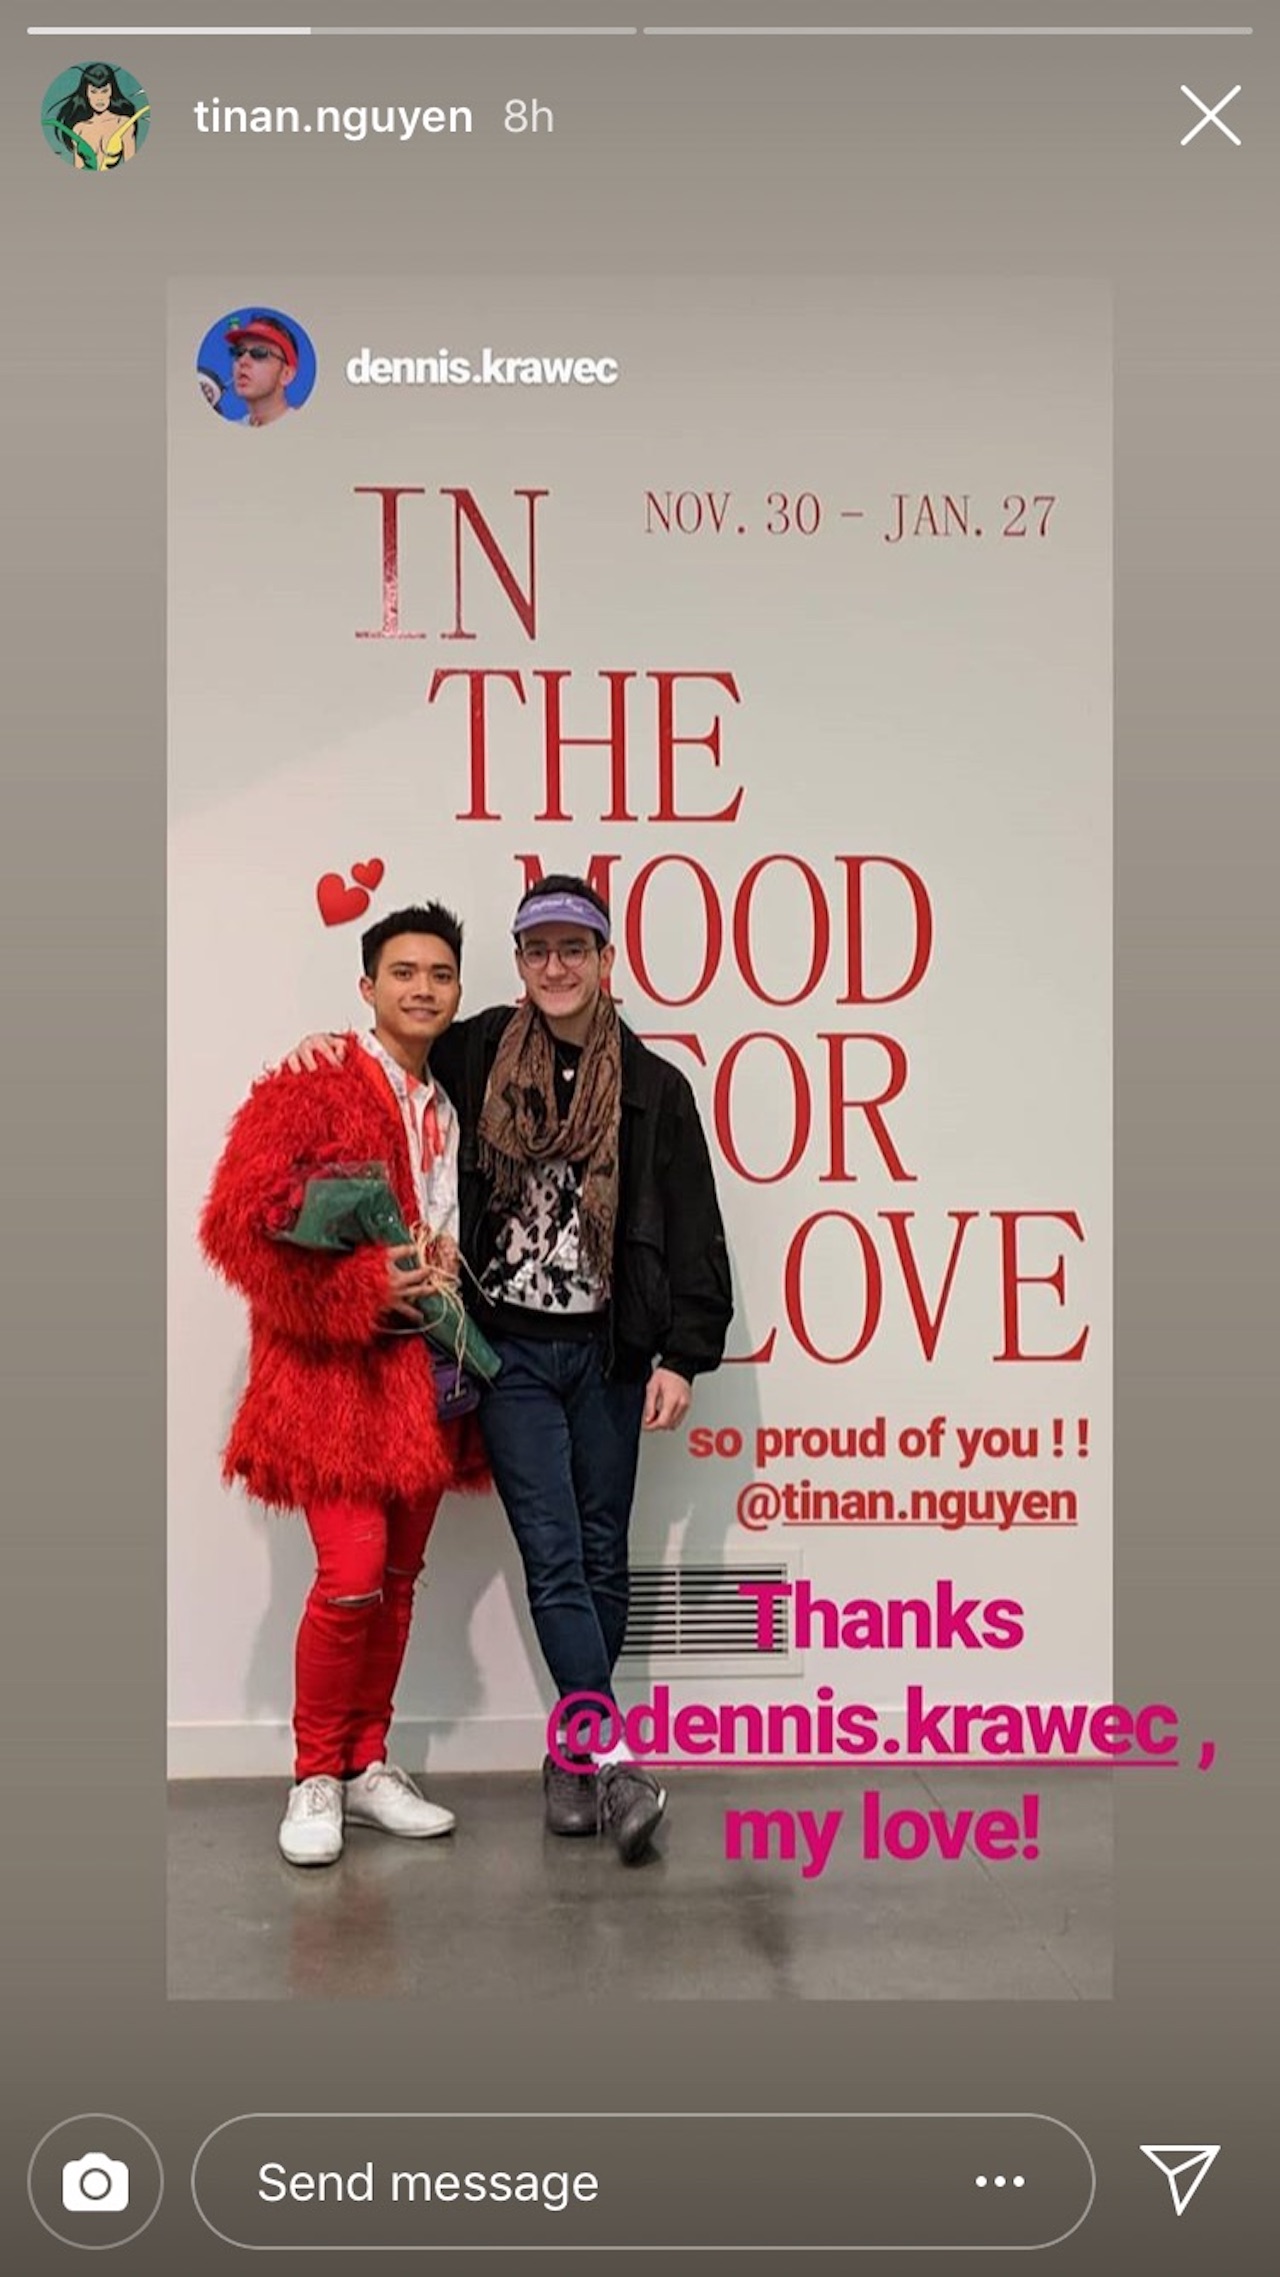 tinan.nguyen 8h
dennis.krawec
IN
NOV. 30 - JAN. 27
THE
MOOD
FOR
LOVE
so proud of you ! !
@tinan.nguyen
Thanks
@dennis.krawec ,
my love!
Send message